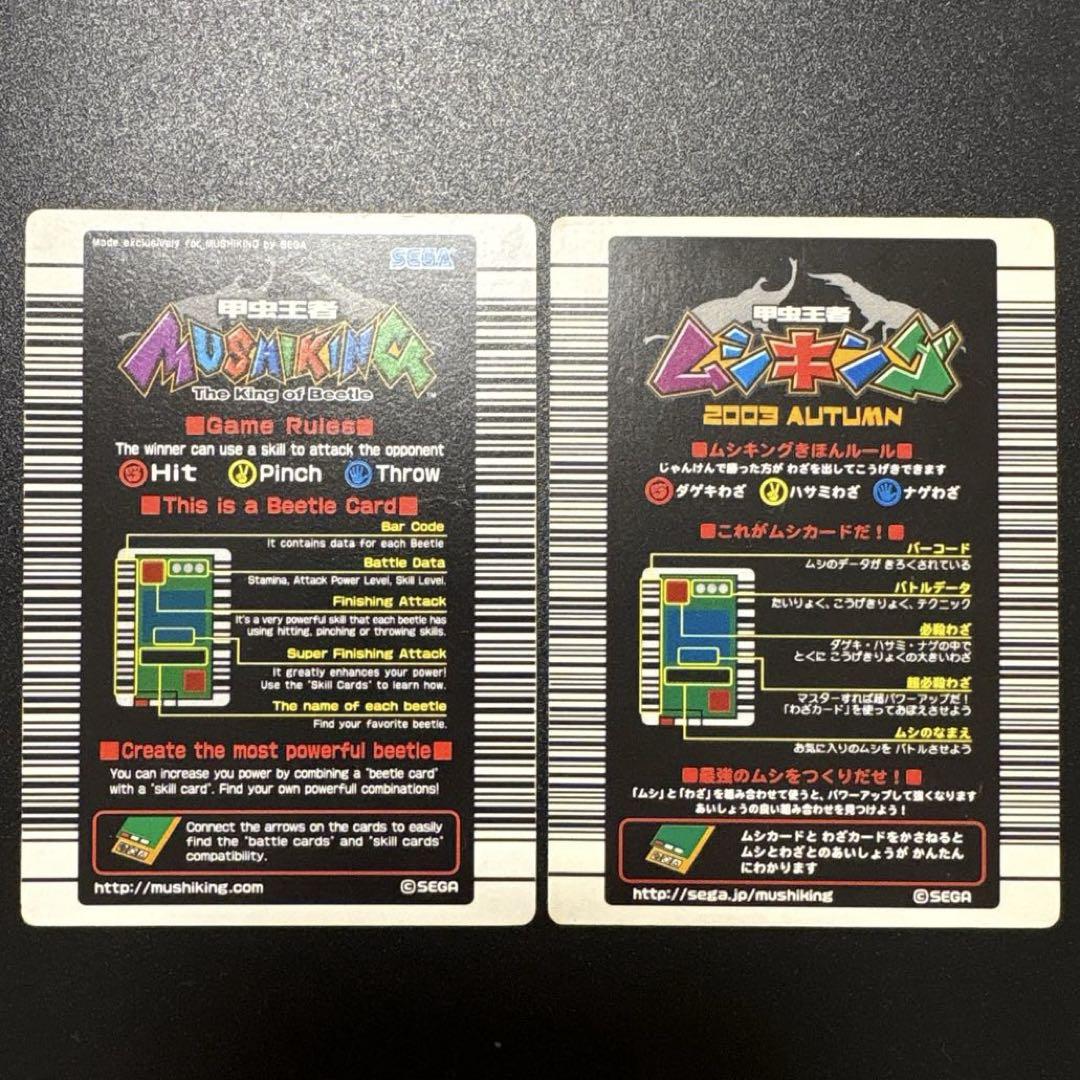 Made exclusively for MUSHIKING by SEGA
SEGA
甲虫王者
MUSHIKING
The King of Beetle
TM
■Game Rules■
The winner can use a skill to attack the opponent
Hit Pinch Throw
■This is a Beetle Card■
Bar Code
It contains data for each Beetle
Battle Data
Stamina, Attack Power Level, Skill Level.
Finishing Attack
It's a very powerful skill that each beetle has
using hitting, pinching or throwing skills.
Super Finishing Attack
It greatly enhances your power!
Use the "Skill Cards" to learn how.
The name of each beetle
Find your favorite beetle.
■Create the most powerful beetle■
You can increase you power by combining a "beetle card"
with a "skill card". Find your own powerfull combinations!
Connect the arrows on the cards to easily
find the "battle cards" and "skill cards"
compatibility.
http://mushiking.com
©SEGA
甲虫王者
ムシキング
2003 AUTUMN
■ムシキングきほんルール■
じゃんけんで勝った方が わざを出してこうげきできます
ダゲキわざ ハサミわざ ナゲわざ
■これがムシカードだ!■
バーコード
ムシのデータが きろくされている
バトルデータ
たいりょく、こうげきりょく、テクニック
必殺わざ
ダゲキ・ハサミ・ナゲの中で
とくに こうげきりょくの大きいわざ
超必殺わざ
マスターすれば超パワーアップだ!
「わざカード」を使っておぼえさせよう
ムシのなまえ
お気に入りのムシを バトルさせよう
■最強のムシをつくりだせ!■
「ムシ」と「わざ」を組み合わせて使うと、パワーアップして強くなります
あいしょうの良い組み合わせを見つけよう!
ムシカードと わざカードをかさねると
ムシとわざとのあいしょうが かんたん
にわかります
http://sega.jp/mushiking
©SEGA